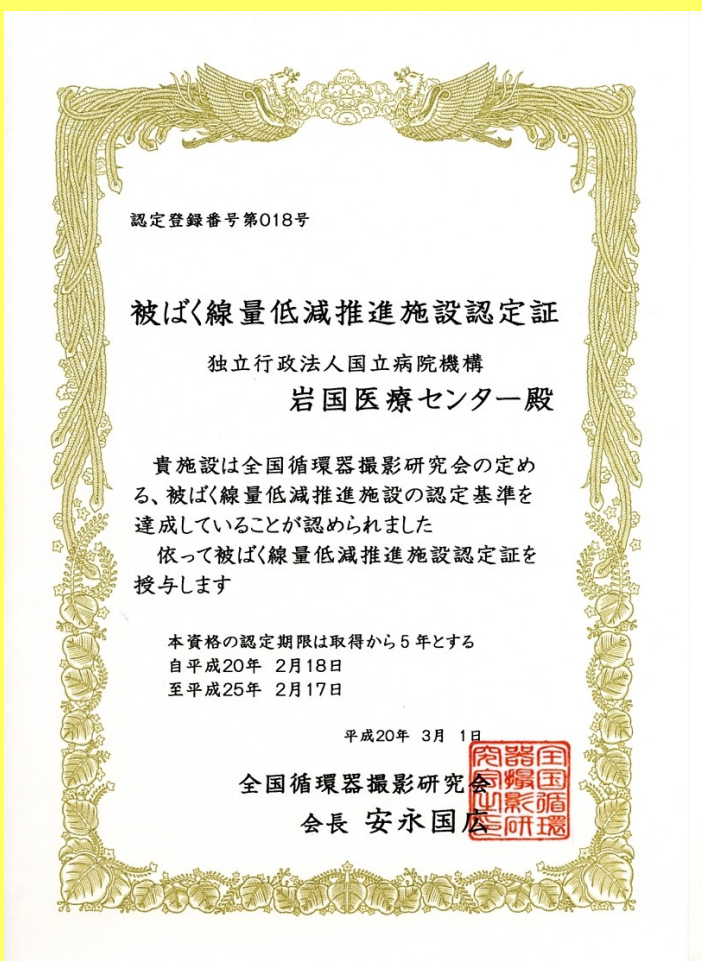 認定登録番号第018号
被ばく線量低減推進施設認定証
独立行政法人国立病院機構
岩国医療センター殿
貴施設は全国循環器撮影研究会の定め
る、被ばく線量低減推進施設の認定基準を
達成していることが認められました
依って被ばく線量低減推進施設認定証を
授与します
本資格の認定期限は取得から5年とする
自平成20年 2月18日
至平成25年 2月17日
平成20年 3月 1日
全国循環器撮影研究会
会長 安永国広
全国循環
器撮影研
究会之印